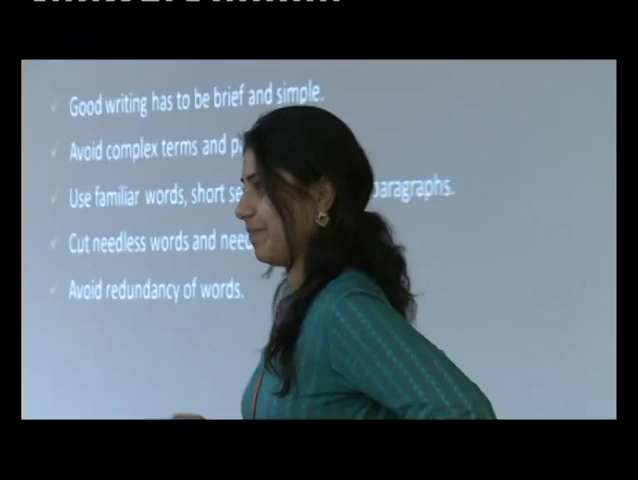 Good writing has to be brief and simple.
Avoid complex terms and
Use familiar words, short paragraphs.
Cut needless words and
Avoid redundancy of words.